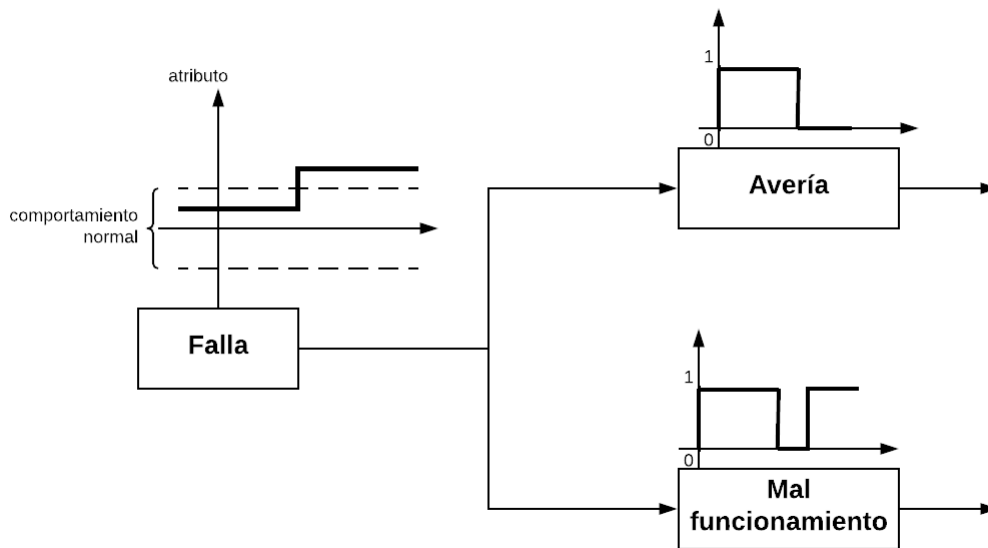 atributo
comportamiento
normal
Falla
1
0
Avería
1
0
Mal
funcionamiento